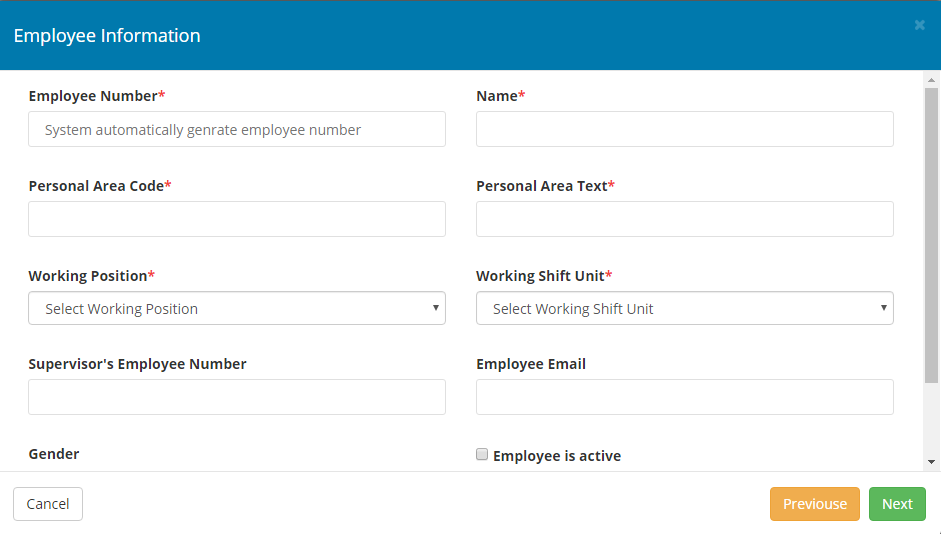 Employee Information
×
Employee Number* Name*
System automatically genrate employee number
Personal Area Code* Personal Area Text*
Working Position* Working Shift Unit*
Select Working Position Select Working Shift Unit
Supervisor's Employee Number Employee Email
Gender Employee is active
Cancel Previouse Next